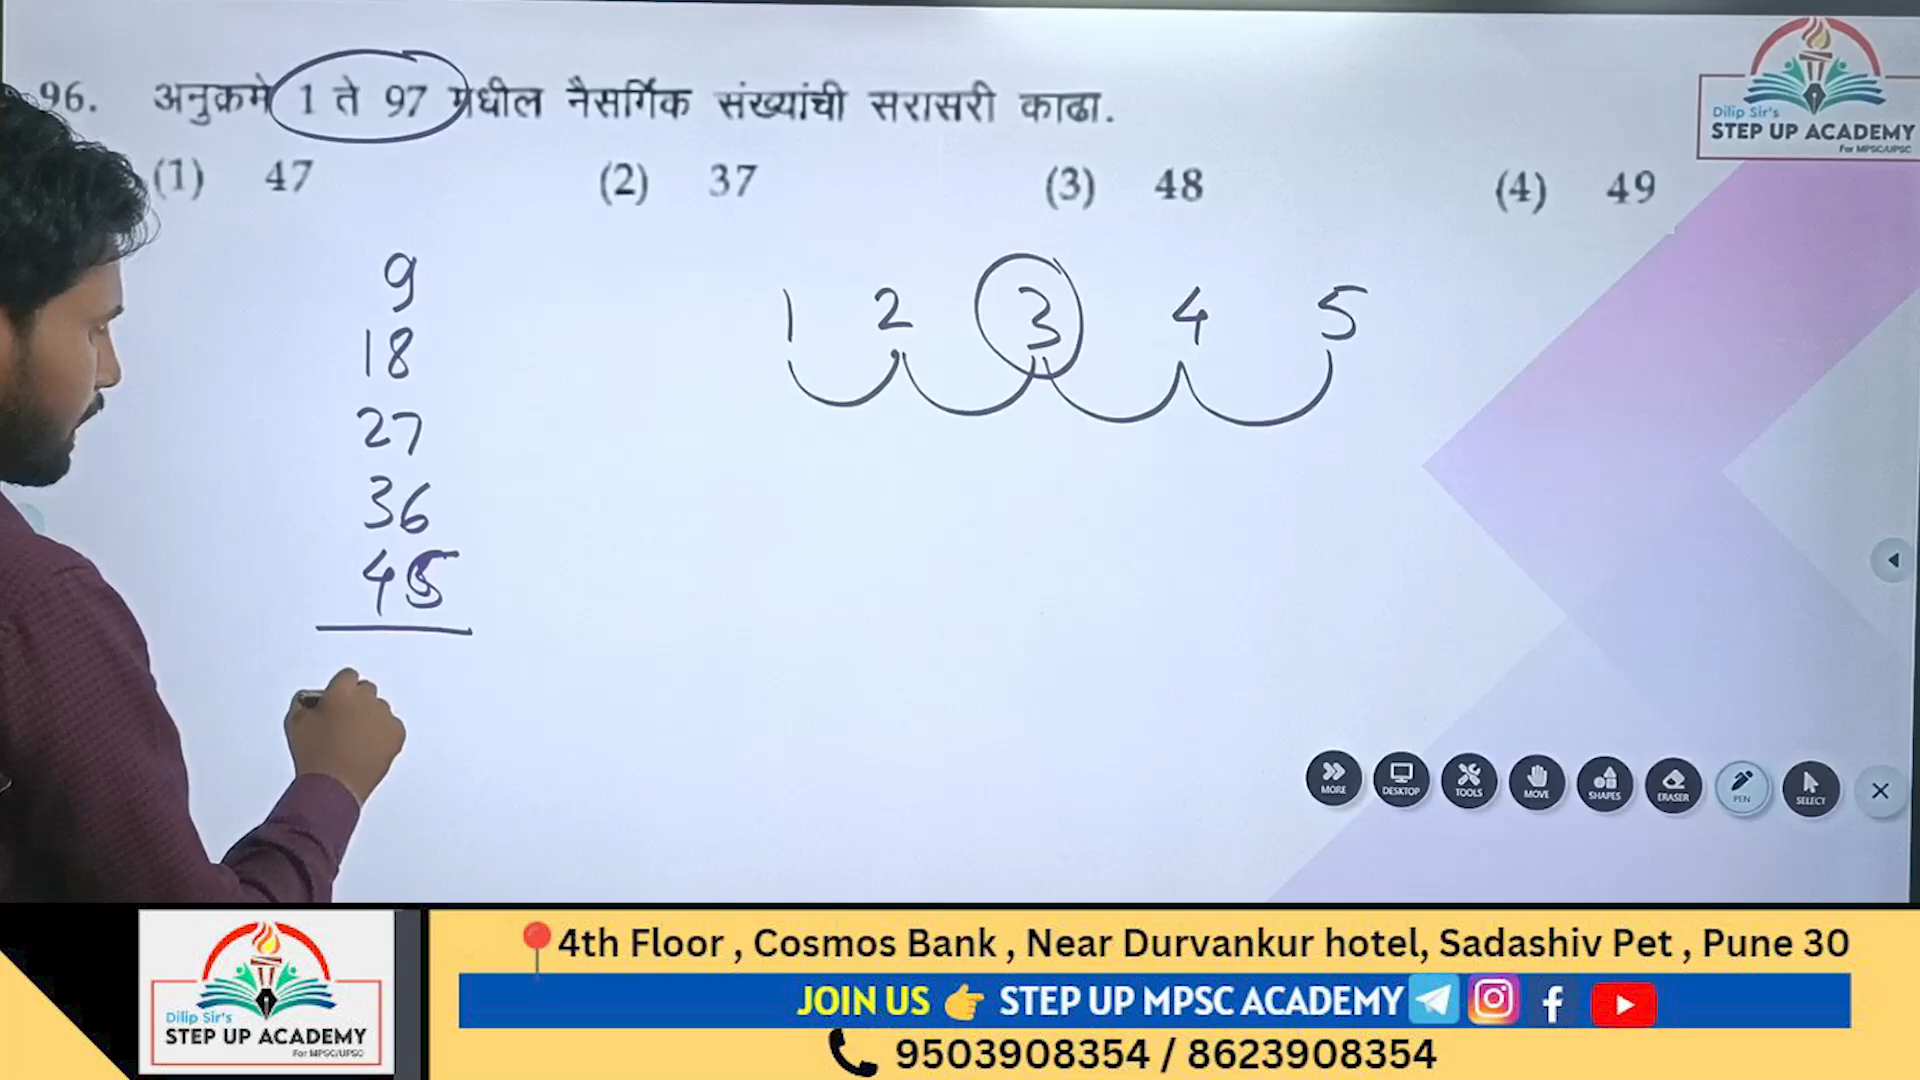 96. अनुक्रमे 1 ते 97 मधील नैसर्गिक संख्यांची सरासरी काढा.
(1) 47 (2) 37 (3) 48 (4) 49
Dilip Sir's
STEP UP ACADEMY
For MPSC/UPSC
9
18
27
36
45
1 2 3 4 5
MORE DESKTOP TOOLS MOVE SHAPES ERASER PEN SELECT
Dilip Sir's
STEP UP ACADEMY
For MPSC/UPSC
4th Floor , Cosmos Bank , Near Durvankur hotel, Sadashiv Pet , Pune 30
JOIN US STEP UP MPSC ACADEMY
9503908354 / 8623908354